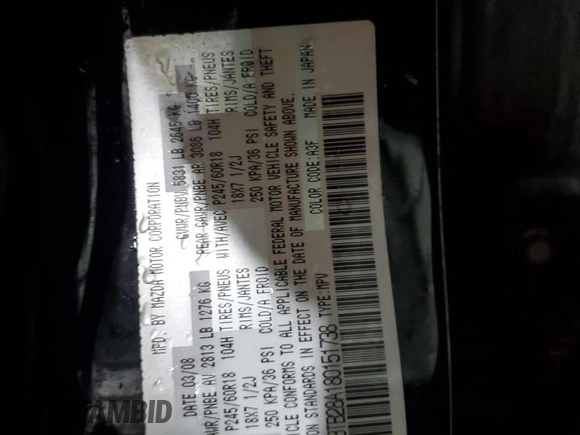 MFD. BY MAZDA MOTOR CORPORATION
DATE 03/08 GVWR/PNBV 5831 LB 2645 KG
GAWR/PNBE AV 2813 LB 1276 KG REAR GAWR/PNBE AR 3086 LB 1400 KG
P245/60R18 104H TIRES/PNEUS WITH/AVEC P245/60R18 104H TIRES/PNEUS
18X7 1/2J RIMS/JANTES 18X7 1/2J RIMS/JANTES
250 KPA/36 PSI COLD/A FROID 250 KPA/36 PSI COLD/A FROID
VEHICLE CONFORMS TO ALL APPLICABLE FEDERAL MOTOR VEHICLE SAFETY AND THEFT
STANDARDS IN EFFECT ON THE DATE OF MANUFACTURE SHOWN ABOVE.
B28A180151738 TYPE:MPV COLOR CODE:A3F MADE IN JAPAN